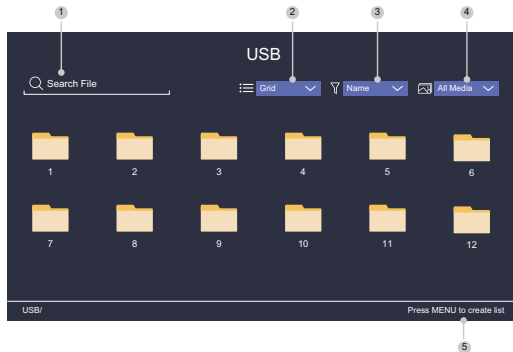 1 2 3 4
USB
Search File Grid Name All Media
1 2 3 4 5 6
7 8 9 10 11 12
USB/ Press MENU to create list
5